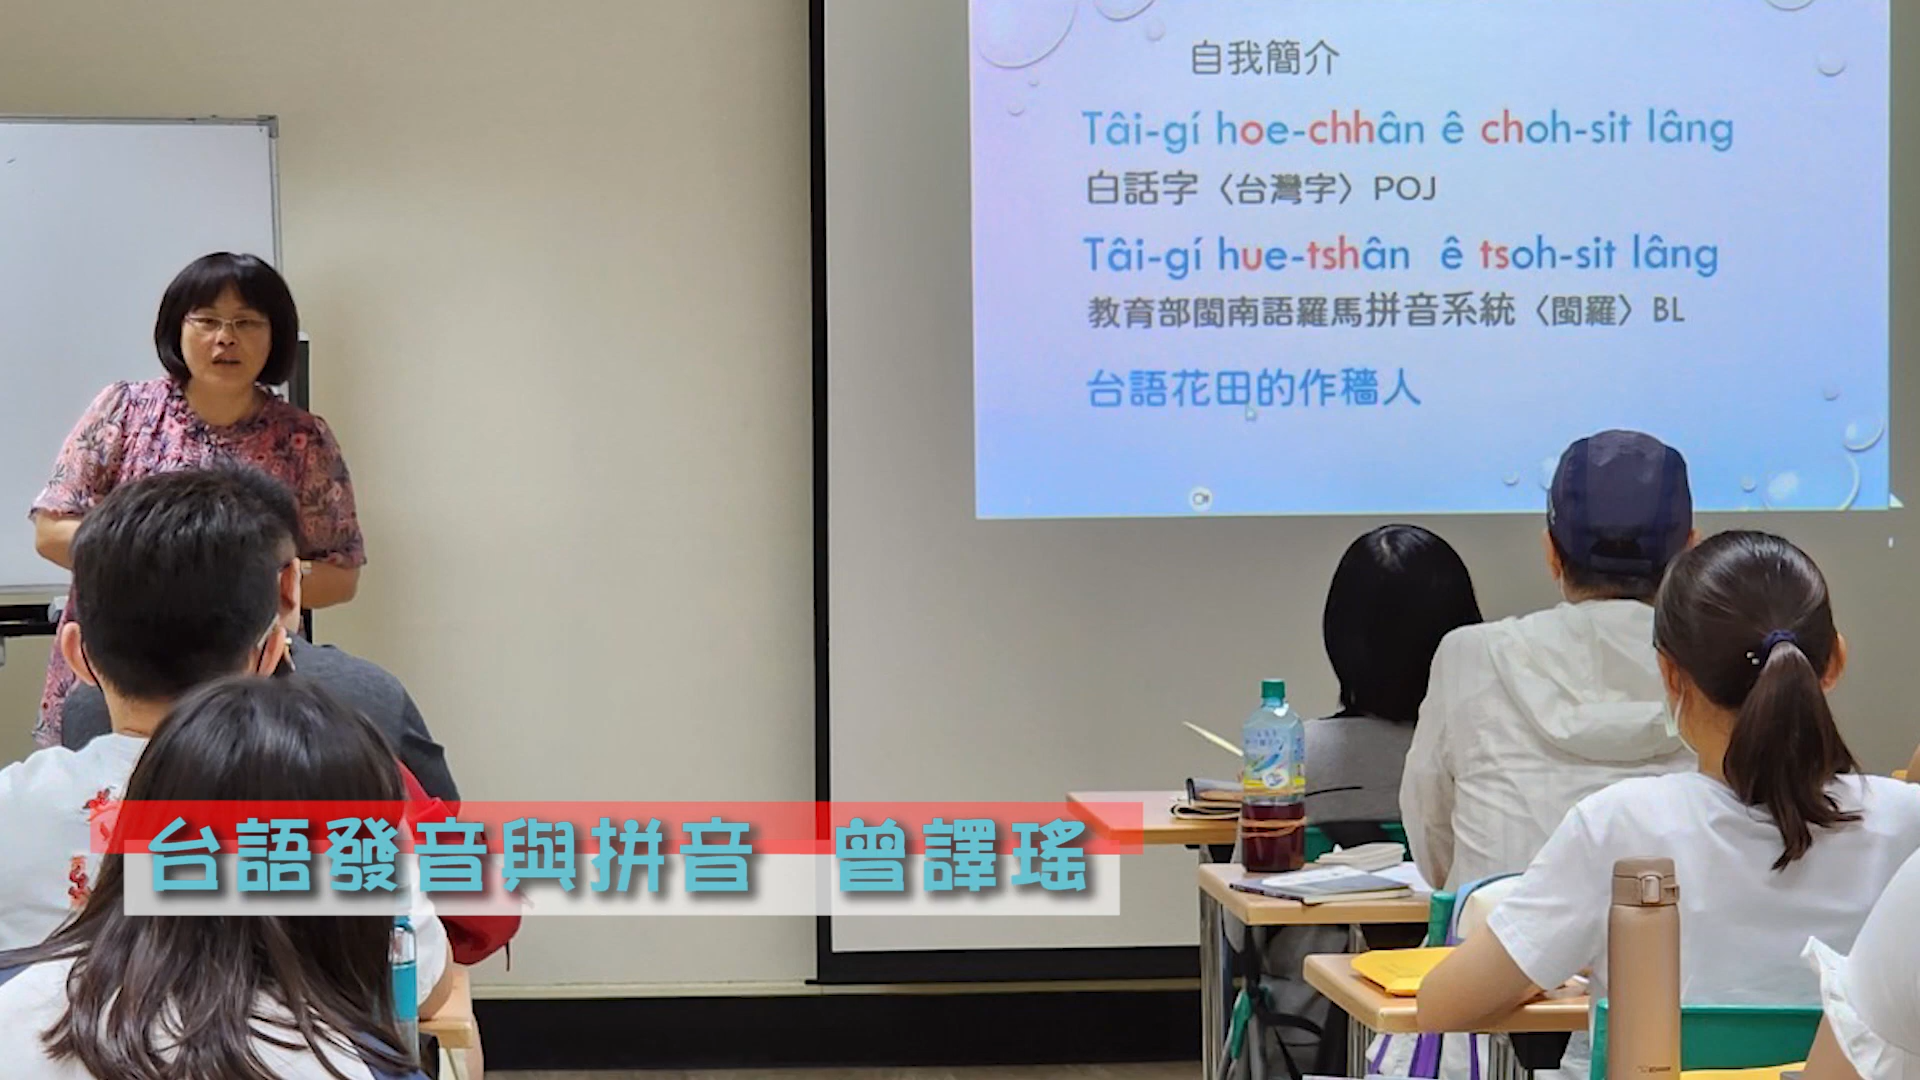 自我簡介
Tâi-gí hoe-chhân ê choh-sit lâng
白話字〈台灣字〉POJ
Tâi-gí hue-tshân ê tsoh-sit lâng
教育部閩南語羅馬拼音系統〈閩羅〉BL
台語花田的作穡人
台語發音與拼音 曾譯瑤